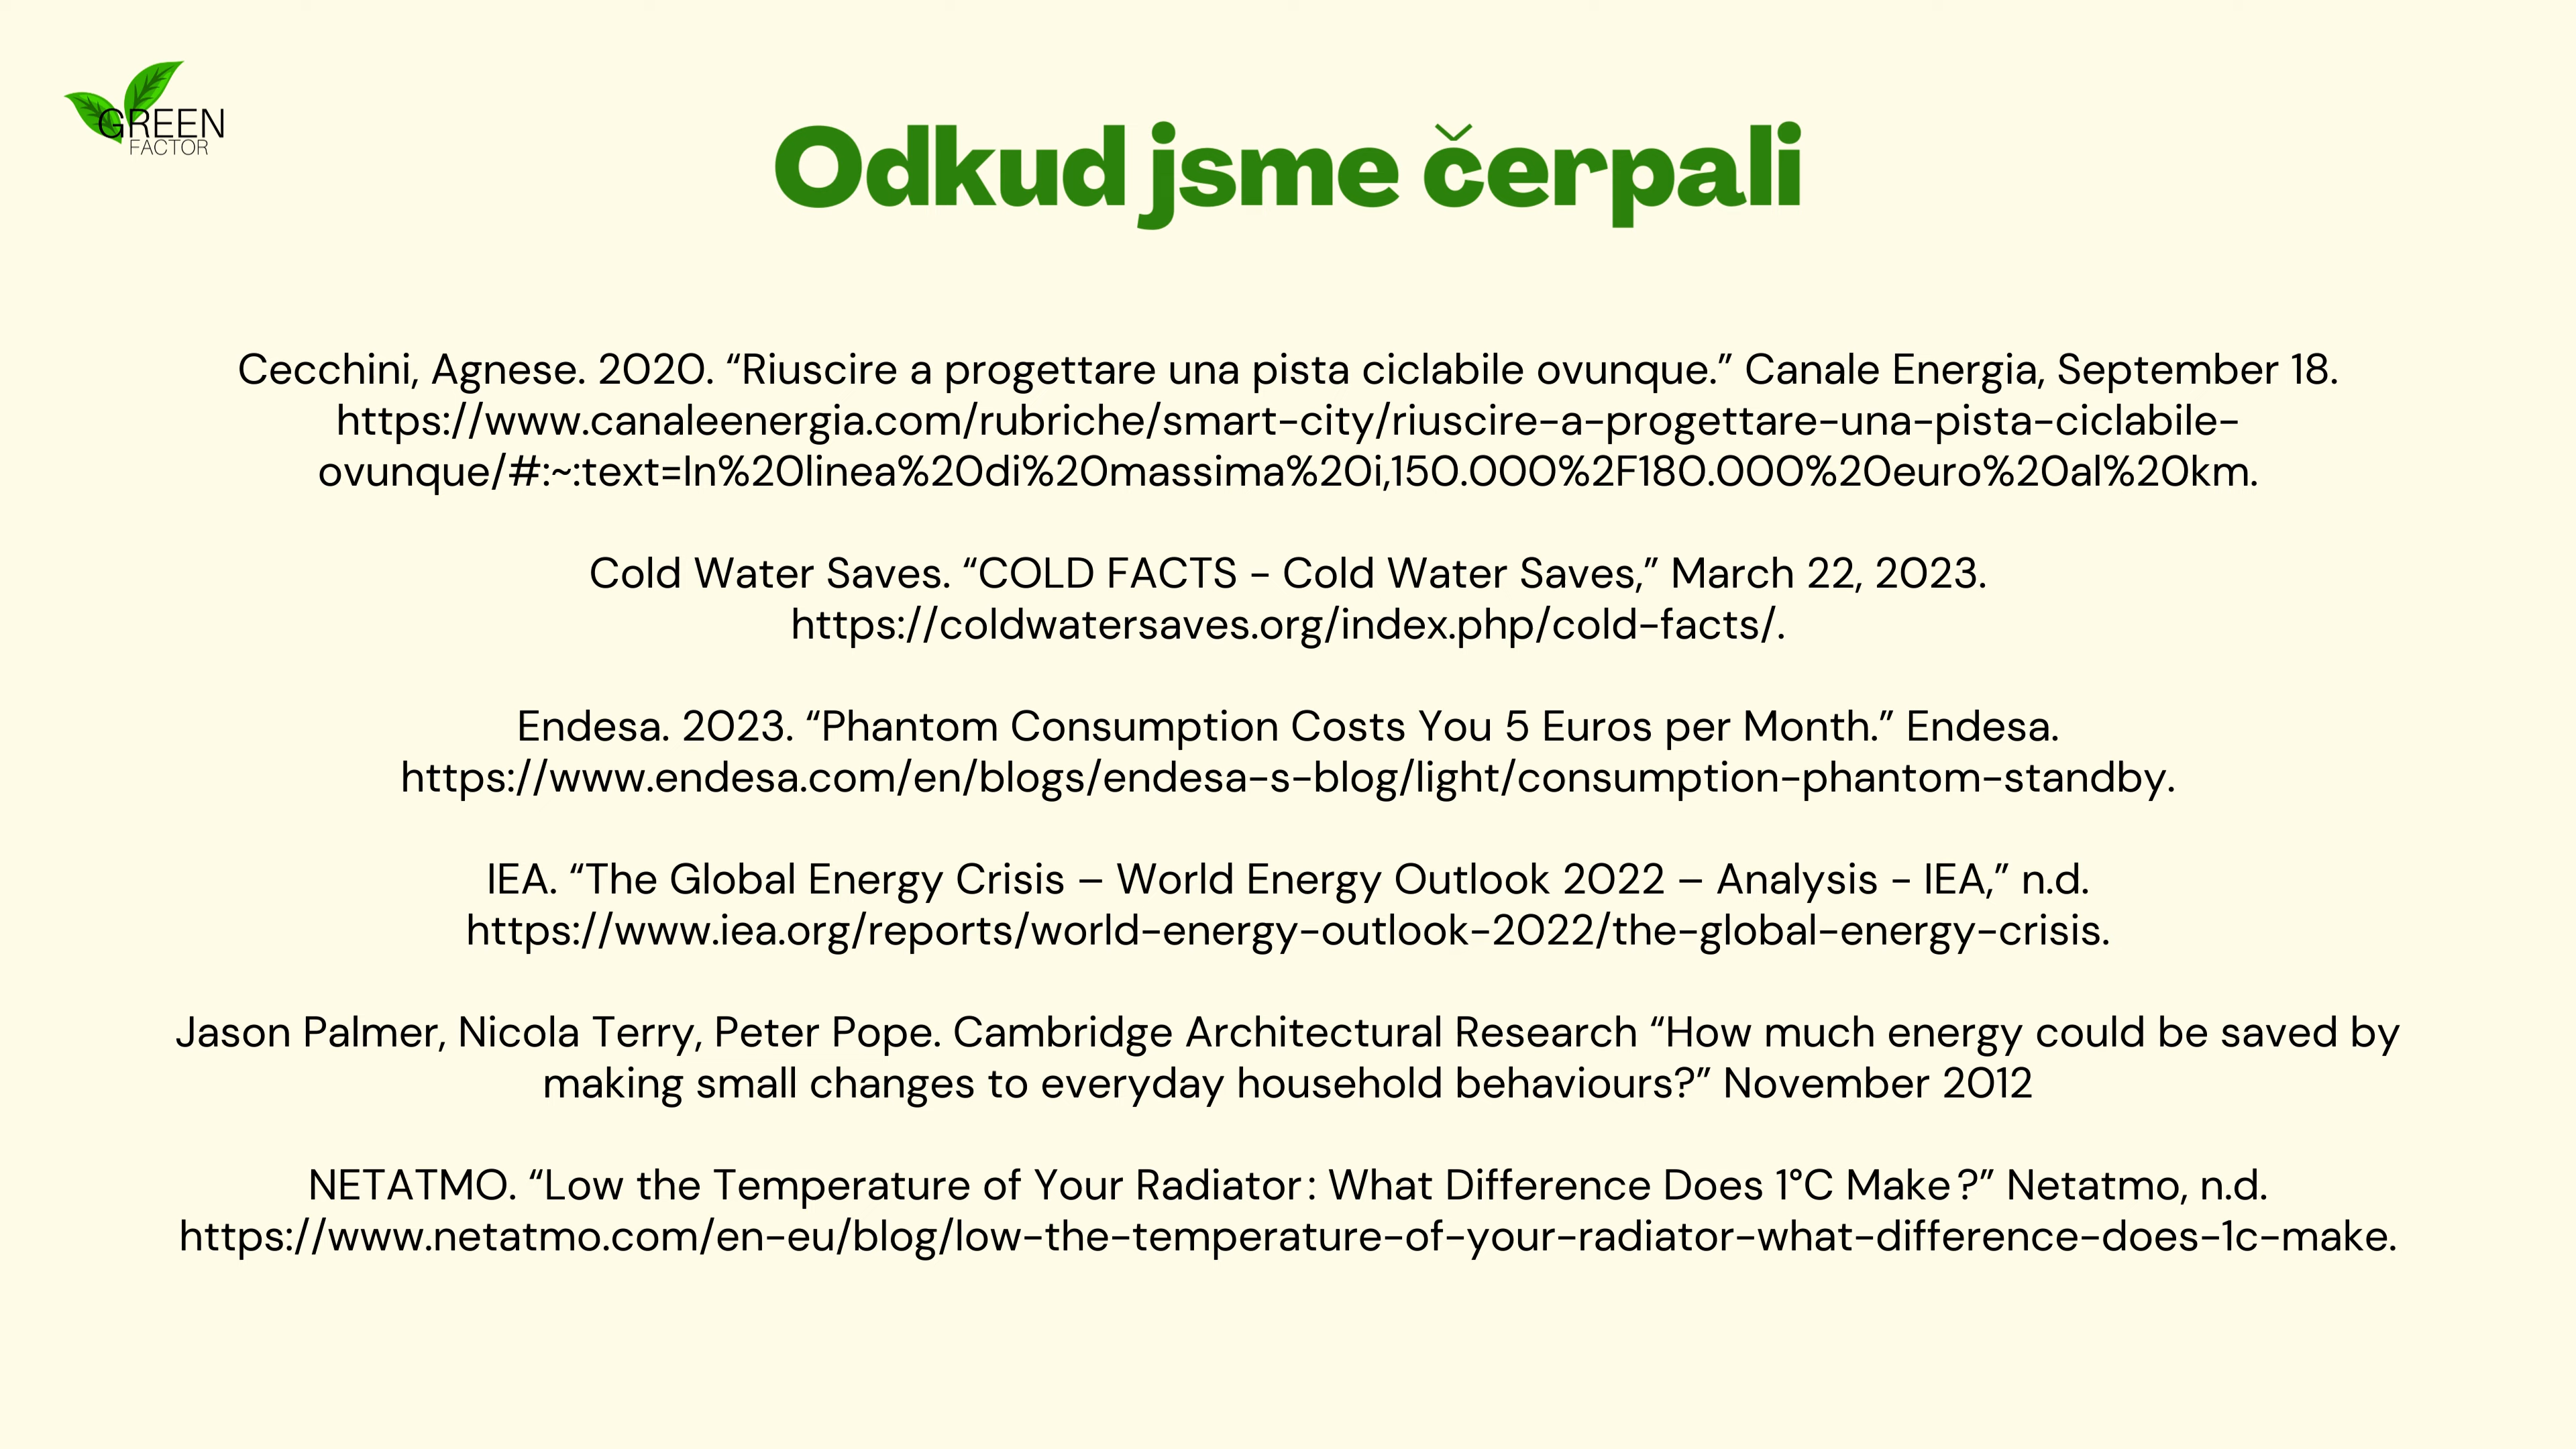 GREEN
FACTOR
Odkud jsme čerpali
Cecchini, Agnese. 2020. “Riuscire a progettare una pista ciclabile ovunque.” Canale Energia, September 18.
https://www.canaleenergia.com/rubriche/smart-city/riuscire-a-progettare-una-pista-ciclabile-
ovunque/#:~:text=In%20linea%20di%20massima%20i,150.000%2F180.000%20euro%20al%20km.
Cold Water Saves. “COLD FACTS - Cold Water Saves,” March 22, 2023.
https://coldwatersaves.org/index.php/cold-facts/.
Endesa. 2023. “Phantom Consumption Costs You 5 Euros per Month.” Endesa.
https://www.endesa.com/en/blogs/endesa-s-blog/light/consumption-phantom-standby.
IEA. “The Global Energy Crisis – World Energy Outlook 2022 – Analysis - IEA,” n.d.
https://www.iea.org/reports/world-energy-outlook-2022/the-global-energy-crisis.
Jason Palmer, Nicola Terry, Peter Pope. Cambridge Architectural Research “How much energy could be saved by
making small changes to everyday household behaviours?” November 2012
NETATMO. “Low the Temperature of Your Radiator: What Difference Does 1°C Make?” Netatmo, n.d.
https://www.netatmo.com/en-eu/blog/low-the-temperature-of-your-radiator-what-difference-does-1c-make.